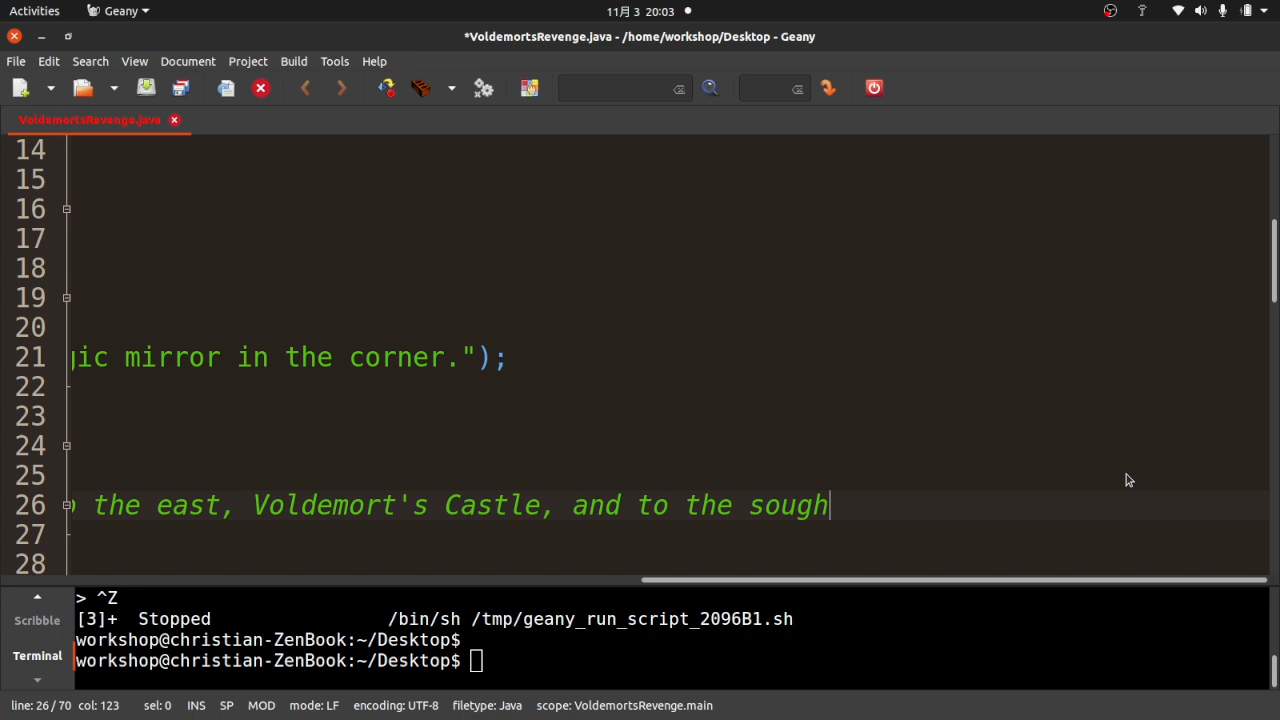 Activities
Geany
11月 3 20:03
*VoldemortsRevenge.java - /home/workshop/Desktop - Geany
File Edit Search View Document Project Build Tools Help
VoldemortsRevenge.java
14
15
16
17
18
19
20
21 gic mirror in the corner.");
22
23
24
25
26 the east, Voldemort's Castle, and to the sough
27
28
> ^Z
[3]+ Stopped /bin/sh /tmp/geany_run_script_2096B1.sh
workshop@christian-ZenBook:~/Desktop$
workshop@christian-ZenBook:~/Desktop$
Scribble
Terminal
line: 26 / 70 col: 123 sel: 0 INS SP MOD mode: LF encoding: UTF-8 filetype: Java scope: VoldemortsRevenge.main